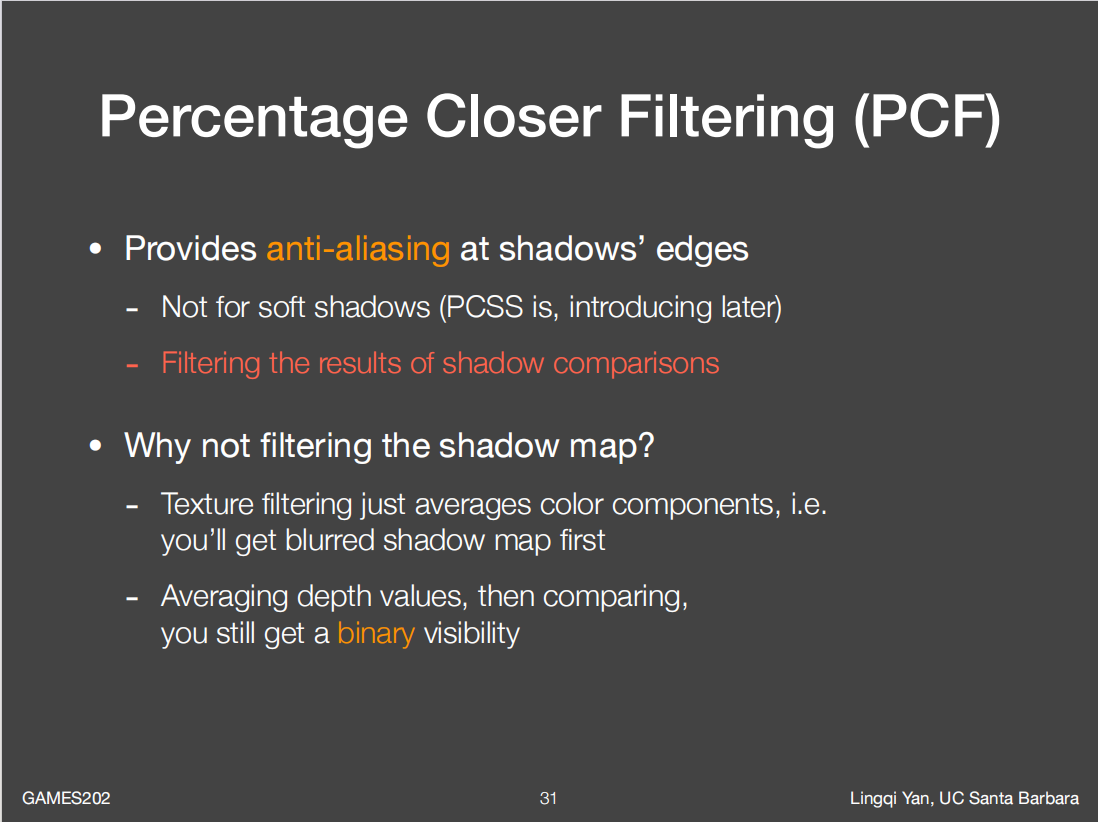 Percentage Closer Filtering (PCF)
• Provides anti-aliasing at shadows’ edges
- Not for soft shadows (PCSS is, introducing later)
- Filtering the results of shadow comparisons
• Why not filtering the shadow map?
- Texture filtering just averages color components, i.e.
you’ll get blurred shadow map first
- Averaging depth values, then comparing,
you still get a binary visibility
GAMES202
31
Lingqi Yan, UC Santa Barbara